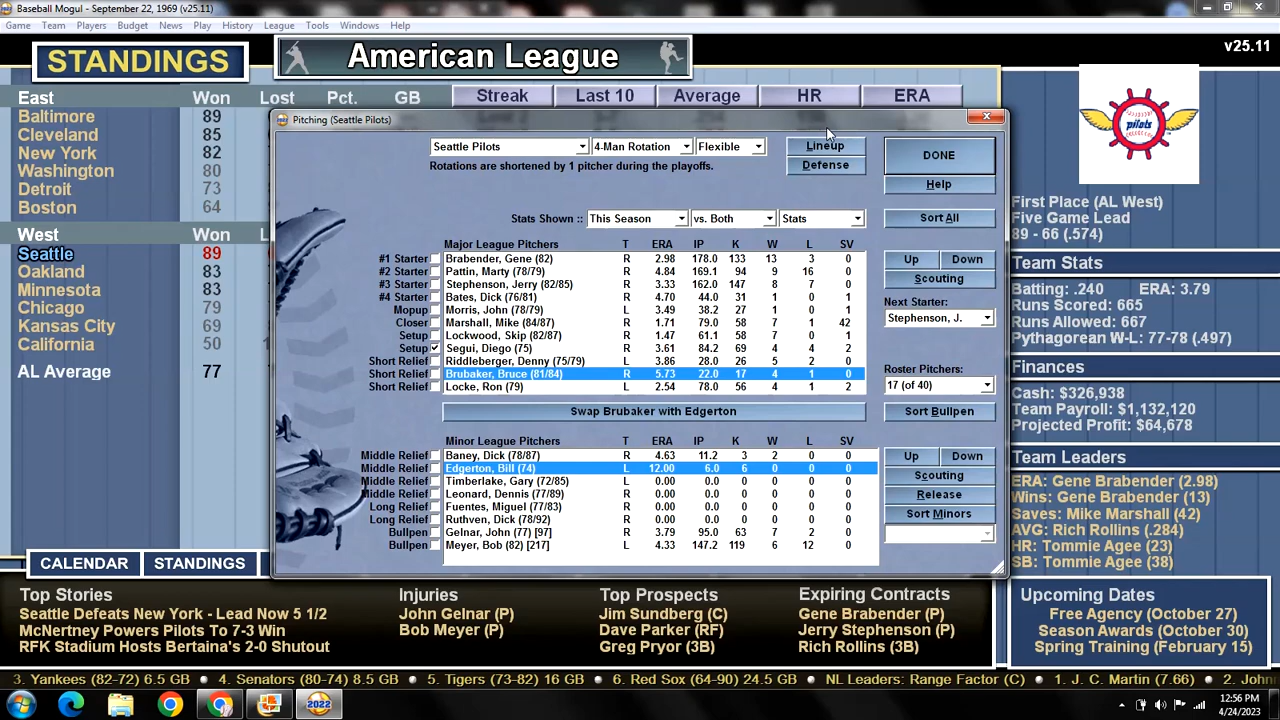 Baseball Mogul - September 22, 1969 (v25.11)
Game Team Players Budget News Play History League Tools Windows Help
STANDINGS American League v25.11
East Won Lost Pct. GB Streak Last 10 Average HR ERA
Baltimore 89
Cleveland 85
New York 82
Washington 80
Detroit 73
Boston 64
West Won
Seattle 89
Oakland 83
Minnesota 83
Chicago 79
Kansas City 69
California 50
AL Average 77
Pitching (Seattle Pilots)
Seattle Pilots 4-Man Rotation Flexible Lineup DONE
Rotations are shortened by 1 pitcher during the playoffs. Defense
Help
Stats Shown :: This Season vs. Both Stats Sort All
Major League Pitchers T ERA IP K W L SV
#1 Starter Brabender, Gene (82) R 2.98 178.0 133 13 3 0
#2 Starter Pattin, Marty (78/79) R 4.84 169.1 94 9 16 0
#3 Starter Stephenson, Jerry (82/85) R 3.33 162.0 147 8 7 0
#4 Starter Bates, Dick (76/81) R 4.70 44.0 31 1 0 1
Mopup Morris, John (78/79) L 3.49 38.2 27 1 0 1
Closer Marshall, Mike (84/87) R 1.71 79.0 58 7 1 42
Setup Lockwood, Skip (82/87) R 1.47 61.1 58 7 0 1
Setup Segui, Diego (75) R 3.61 84.2 69 4 4 2
Short Relief Riddleberger, Denny (75/79) L 3.86 28.0 26 5 2 0
Short Relief Brubaker, Bruce (81/84) R 5.73 22.0 17 4 1 0
Short Relief Locke, Ron (79) L 2.54 78.0 56 4 1 2
Up Down
Scouting
Next Starter:
Stephenson, J.
Roster Pitchers:
17 (of 40)
Swap Brubaker with Edgerton Sort Bullpen
Minor League Pitchers T ERA IP K W L SV
Middle Relief Baney, Dick (78/87) R 4.63 11.2 3 2 0 0
Middle Relief Edgerton, Bill (74) L 12.00 6.0 6 0 0 0
Middle Relief Timberlake, Gary (72/85) L 0.00 0.0 0 0 0 0
Middle Relief Leonard, Dennis (77/89) R 0.00 0.0 0 0 0 0
Long Relief Fuentes, Miguel (77/83) R 0.00 0.0 0 0 0 0
Long Relief Ruthven, Dick (78/92) R 0.00 0.0 0 0 0 0
Bullpen Gelnar, John (77) [97] R 3.79 95.0 63 7 2 0
Bullpen Meyer, Bob (82) [217] L 4.33 147.2 119 6 12 0
Up Down
Scouting
Release
Sort Minors
pilots
First Place (AL West)
Five Game Lead
89 - 66 (.574)
Team Stats
Batting: .240 ERA: 3.79
Runs Scored: 665
Runs Allowed: 667
Pythagorean W-L: 77-78 (.497)
Finances
Cash: $326,938
Team Payroll: $1,132,120
Projected Profit: $64,678
Team Leaders
ERA: Gene Brabender (2.98)
Wins: Gene Brabender (13)
Saves: Mike Marshall (42)
AVG: Rich Rollins (.284)
HR: Tommie Agee (23)
SB: Tommie Agee (38)
CALENDAR STANDINGS
Top Stories
Seattle Defeats New York - Lead Now 5 1/2
McNertney Powers Pilots To 7-3 Win
RFK Stadium Hosts Bertaina's 2-0 Shutout
Injuries
John Gelnar (P)
Bob Meyer (P)
Top Prospects
Jim Sundberg (C)
Dave Parker (RF)
Greg Pryor (3B)
Expiring Contracts
Gene Brabender (P)
Jerry Stephenson (P)
Rich Rollins (3B)
Upcoming Dates
Free Agency (October 27)
Season Awards (October 30)
Spring Training (February 15)
3. Yankees (82-72) 6.5 GB 4. Senators (80-74) 8.5 GB 5. Tigers (73-82) 16 GB 6. Red Sox (64-90) 24.5 GB NL Leaders: Range Factor (C) 1. J. C. Martin (7.66) 2. John
2022
12:56 PM
4/24/2023